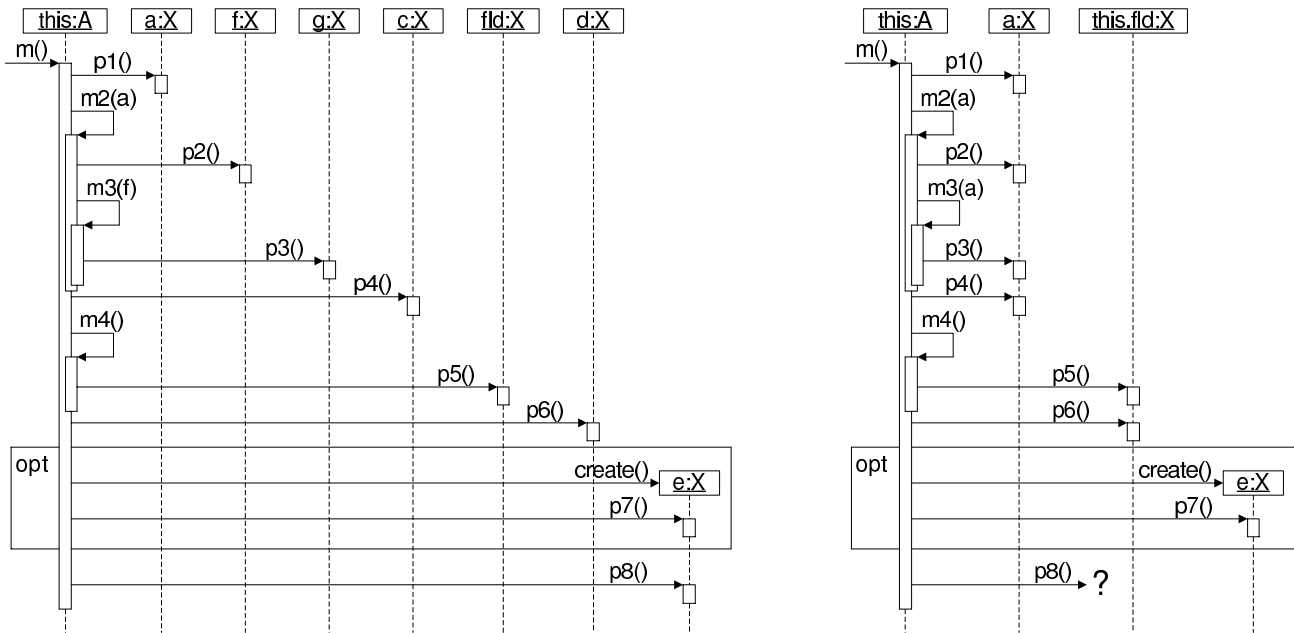 this:A a:X f:X g:X c:X fld:X d:X
m()
p1()
m2(a)
p2()
m3(f)
p3()
p4()
m4()
p5()
p6()
opt
create()
e:X
p7()
p8()
this:A a:X this.fld:X
m()
p1()
m2(a)
p2()
m3(a)
p3()
p4()
m4()
p5()
p6()
opt
create()
e:X
p7()
p8() ?